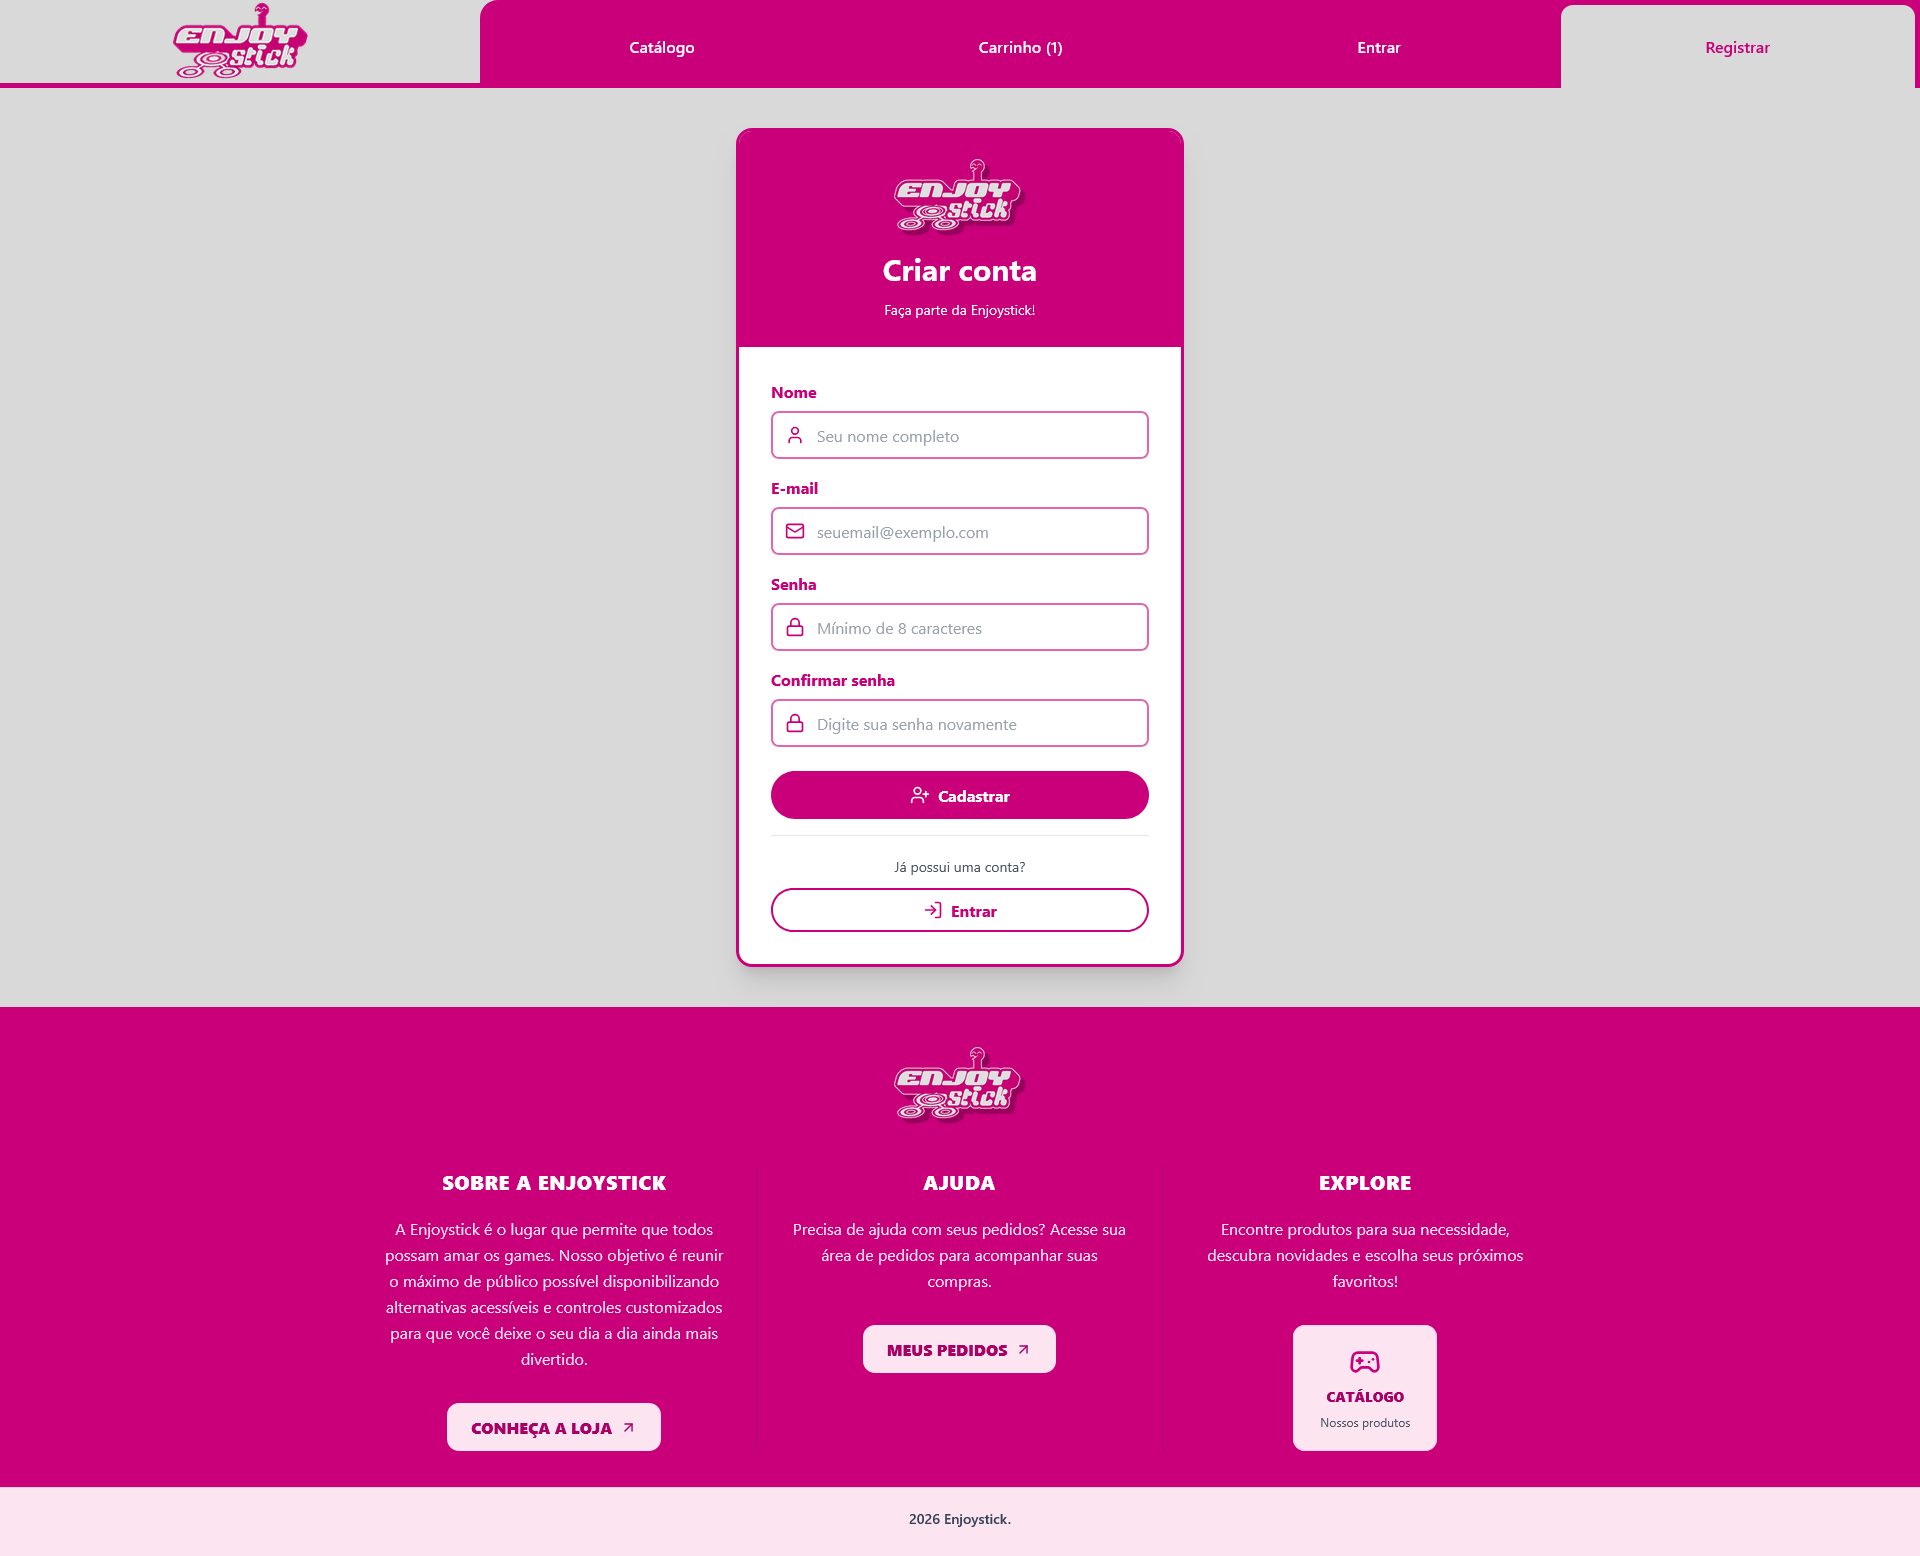 ENJOY
stick
Catálogo
Carrinho (1)
Entrar
Registrar
ENJOY
stick
Criar conta
Faça parte da Enjoystick!
Nome
Seu nome completo
E-mail
seuemail@exemplo.com
Senha
Mínimo de 8 caracteres
Confirmar senha
Digite sua senha novamente
Cadastrar
Já possui uma conta?
Entrar
ENJOY
stick
SOBRE A ENJOYSTICK
A Enjoystick é o lugar que permite que todos
possam amar os games. Nosso objetivo é reunir
o máximo de público possível disponibilizando
alternativas acessíveis e controles customizados
para que você deixe o seu dia a dia ainda mais
divertido.
CONHEÇA A LOJA
AJUDA
Precisa de ajuda com seus pedidos? Acesse sua
área de pedidos para acompanhar suas
compras.
MEUS PEDIDOS
EXPLORE
Encontre produtos para sua necessidade,
descubra novidades e escolha seus próximos
favoritos!
CATÁLOGO
Nossos produtos
2026 Enjoystick.